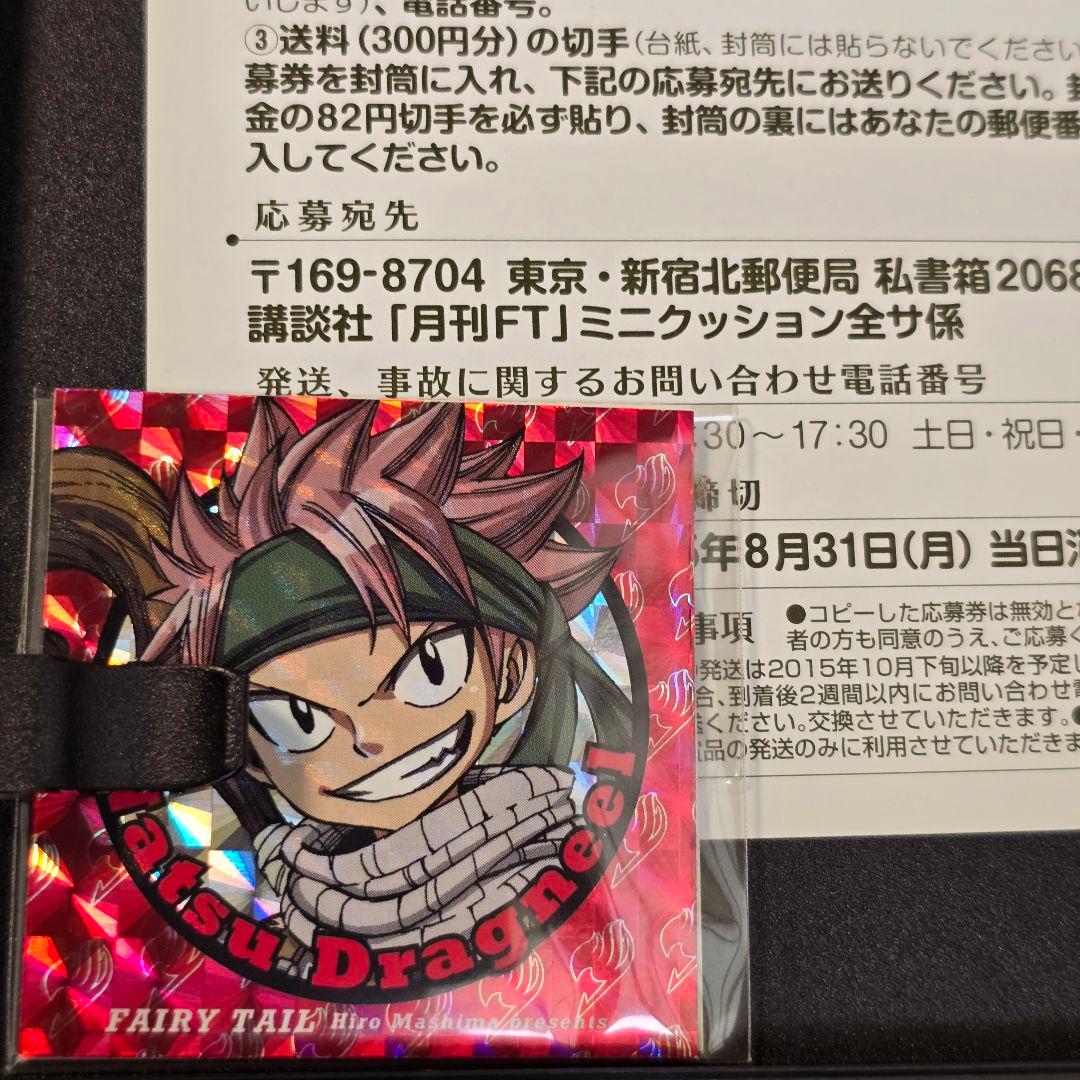 いします)、電話番号。
③送料(300円分)の切手(台紙、封筒には貼らないでください
募券を封筒に入れ、下記の応募宛先にお送りください。封
金の82円切手を必ず貼り、封筒の裏にはあなたの郵便番
入してください。
応募宛先
〒169-8704 東京・新宿北郵便局 私書箱2068
講談社「月刊FT」ミニクッション全サ係
発送、事故に関するお問い合わせ電話番号
:30〜17:30 土日・祝日・
締切
5年8月31日(月) 当日消
事項 ●コピーした応募券は無効と
者の方も同意のうえ、ご応募く
発送は2015年10月下旬以降を予定し
合、到着後2週間以内にお問い合わせ電
ください。交換させていただきます。●
賞品の発送のみに利用させていただきま
Natsu Dragneel
FAIRY TAIL Hiro Mashima presents